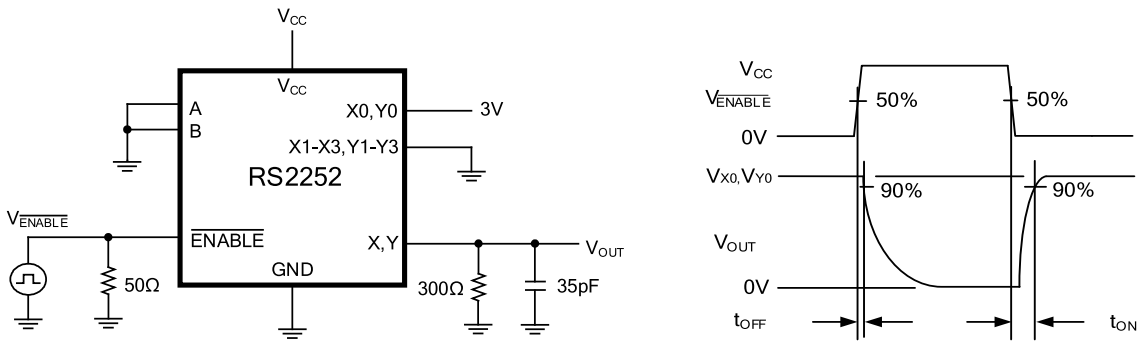 VCC
VCC
A
B
X0,Y0
3V
X1-X3,Y1-Y3
RS2252
VENABLE
ENABLE
X,Y
VOUT
GND
50Ω
300Ω
35pF
VCC
VENABLE
50%
50%
0V
VX0,VY0
90%
90%
VOUT
0V
tOFF
tON